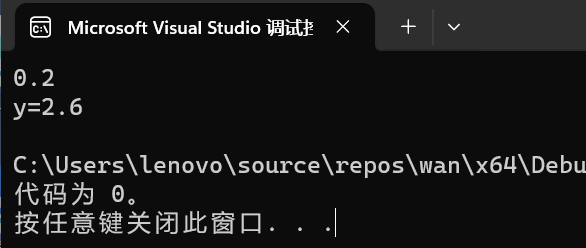 Microsoft Visual Studio 调试
0.2
y=2.6
C:\Users\lenovo\source\repos\wan\x64\Debu
代码为 0。
按任意键关闭此窗口. . .